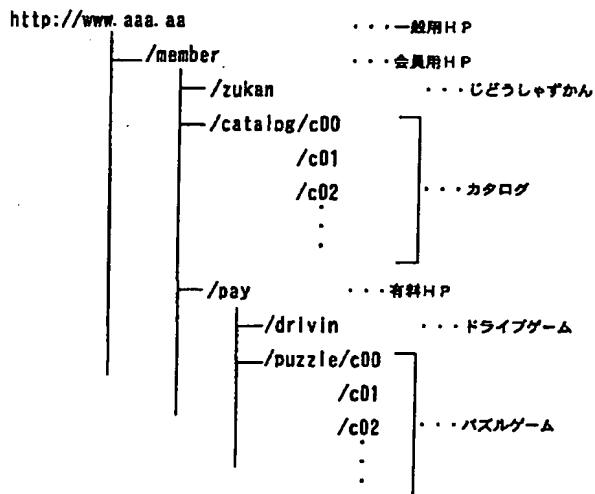 http://www.aaa.aa ・・・一般用HP
/member ・・・会員用HP
/zukan ・・・じどうしゃずかん
/catalog/c00
/c01
/c02 ・・・カタログ
/pay ・・・有料HP
/drivin ・・・ドライブゲーム
/puzzle/c00
/c01
/c02 ・・・パズルゲーム